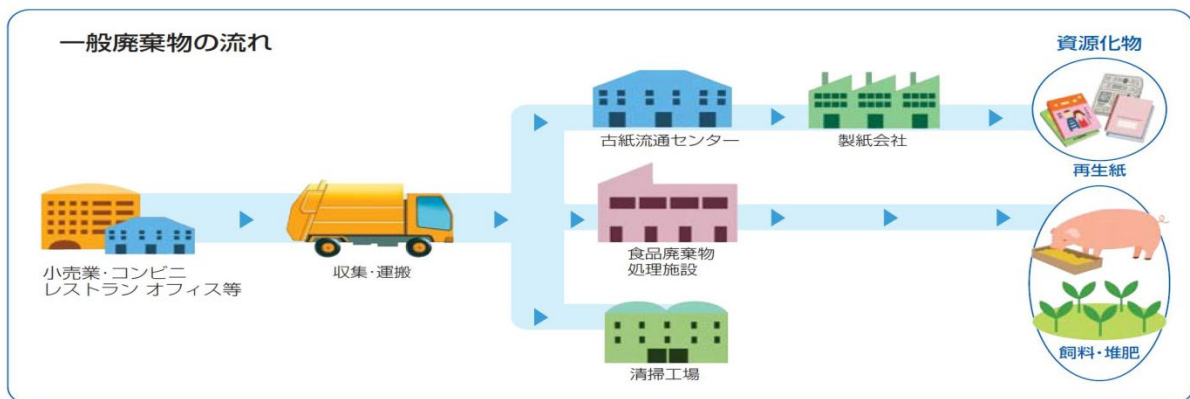 一般廃棄物の流れ
資源化物
古紙流通センター
製紙会社
再生紙
小売業・コンビニ
レストラン オフィス等
収集・運搬
食品廃棄物
処理施設
清掃工場
飼料・堆肥